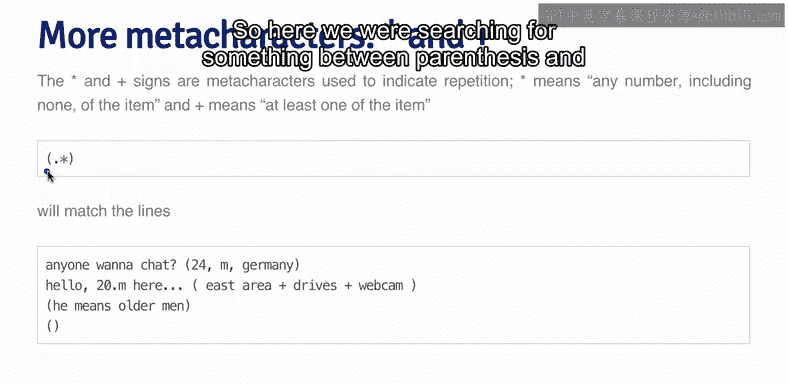 More metacharacters: * and +
So here we were searching for
something between parenthesis and
The * and + signs are metacharacters used to indicate repetition; * means “any number, including
none, of the item” and + means “at least one of the item”
(.*)
will match the lines
anyone wanna chat? (24, m, germany)
hello, 20.m here... ( east area + drives + webcam )
(he means older men)
()